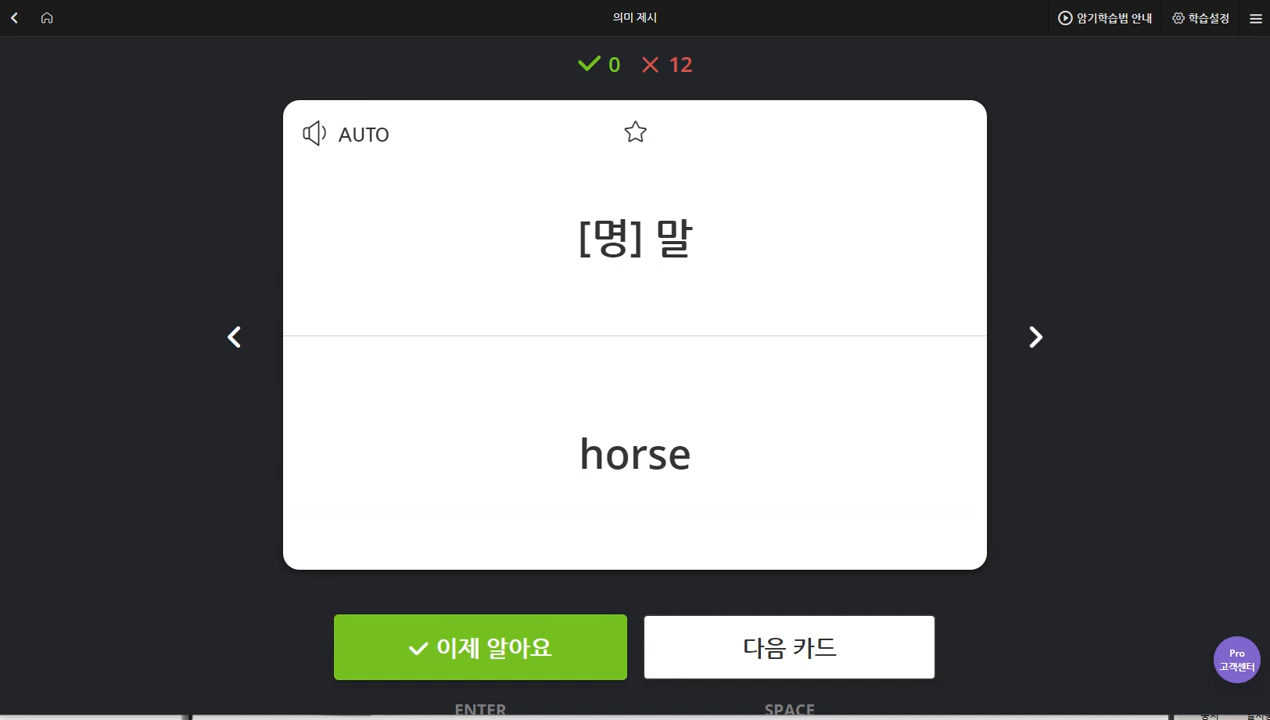 의미 제시
암기학습법 안내
학습설정
0
12
AUTO
[명] 말
horse
이제 알아요
다음 카드
ENTER
SPACE
Pro
고객센터